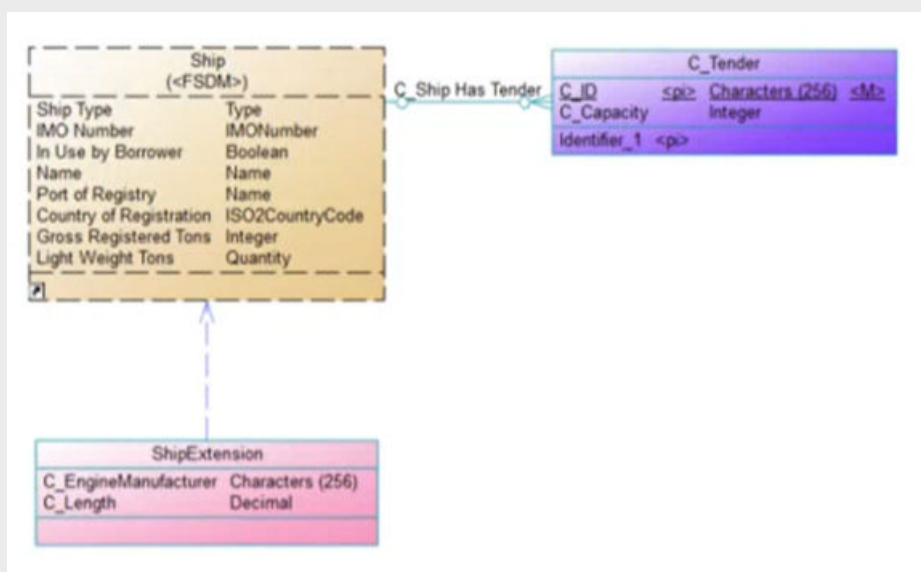 Ship
(<FSDM>)
Ship Type Type
IMO Number IMONumber
In Use by Borrower Boolean
Name Name
Port of Registry Name
Country of Registration ISO2CountryCode
Gross Registered Tons Integer
Light Weight Tons Quantity
C_Ship Has Tender
C_Tender
C_ID <pi> Characters (256) <M>
C_Capacity Integer
Identifier_1 <pi>
ShipExtension
C_EngineManufacturer Characters (256)
C_Length Decimal